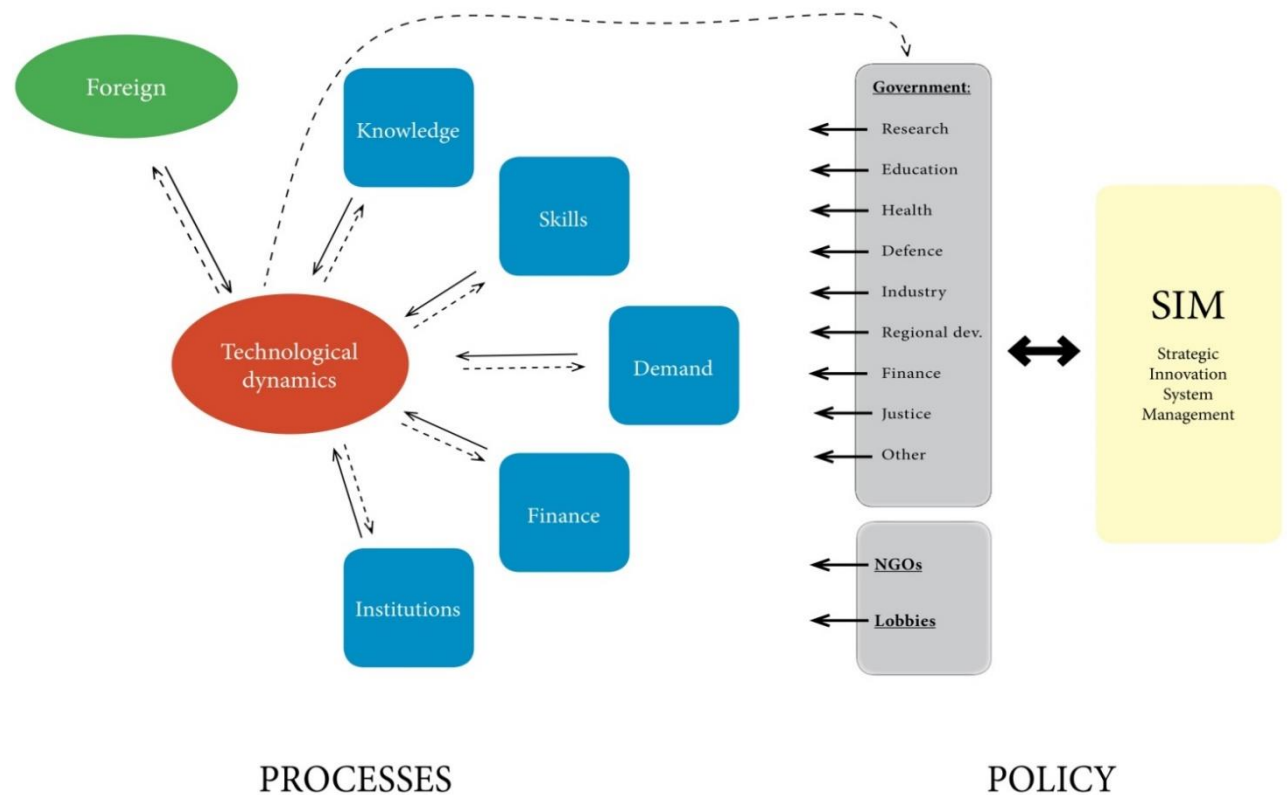 Foreign
Knowledge
Skills
Technological
dynamics
Demand
Finance
Institutions
Government:
Research
Education
Health
Defence
Industry
Regional dev.
Finance
Justice
Other
NGOs
Lobbies
SIM
Strategic
Innovation
System
Management
PROCESSES
POLICY